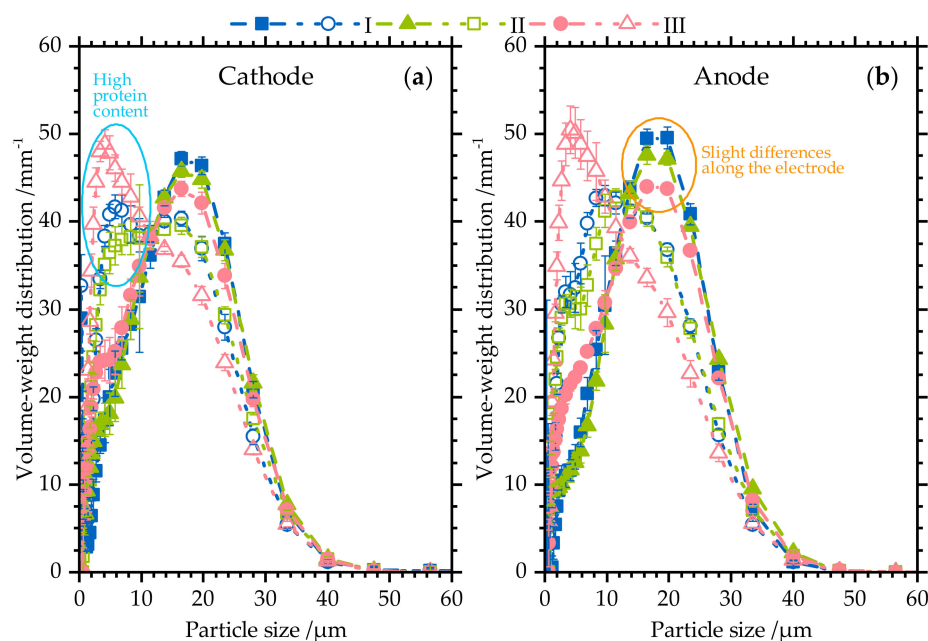 I II III
Cathode (a)
High
protein
content
Volume-weight distribution /mm⁻¹
60
50
40
30
20
10
0
0 10 20 30 40 50 60
Particle size /µm
Anode (b)
Slight differences
along the electrode
Volume-weight distribution /mm⁻¹
60
50
40
30
20
10
0
0 10 20 30 40 50 60
Particle size /µm